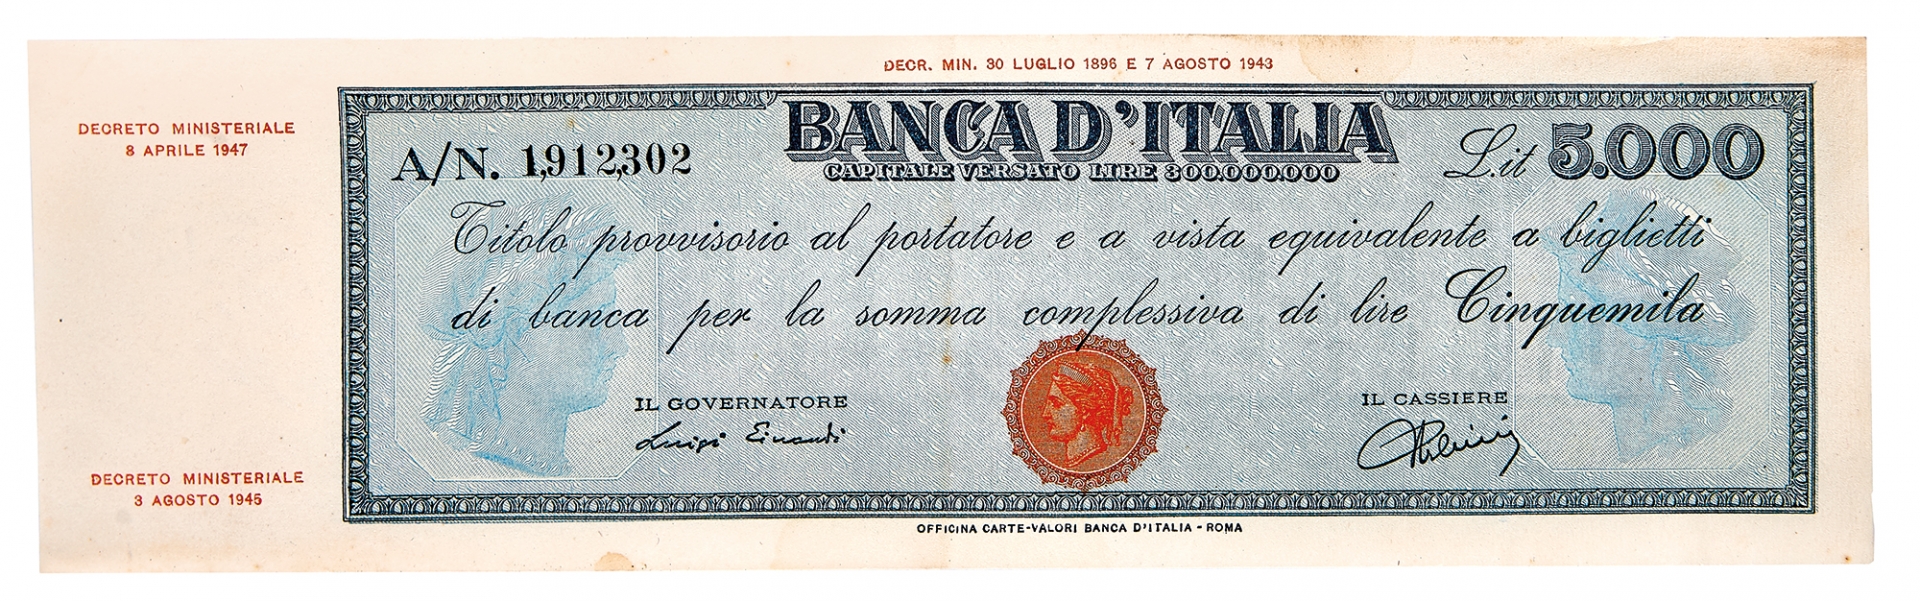 DECR. MIN. 30 LUGLIO 1896 E 7 AGOSTO 1943
DECRETO MINISTERIALE
8 APRILE 1947
BANCA D'ITALIA
CAPITALE VERSATO LIRE 300.000.000
A/N. 1,912,302
L.it 5.000
Titolo provvisorio al portatore e a vista equivalente a biglietti
di banca per la somma complessiva di lire Cinquemila
IL GOVERNATORE
Luigi Einaudi
IL CASSIERE
DECRETO MINISTERIALE
3 AGOSTO 1945
OFFICINA CARTE-VALORI BANCA D'ITALIA - ROMA